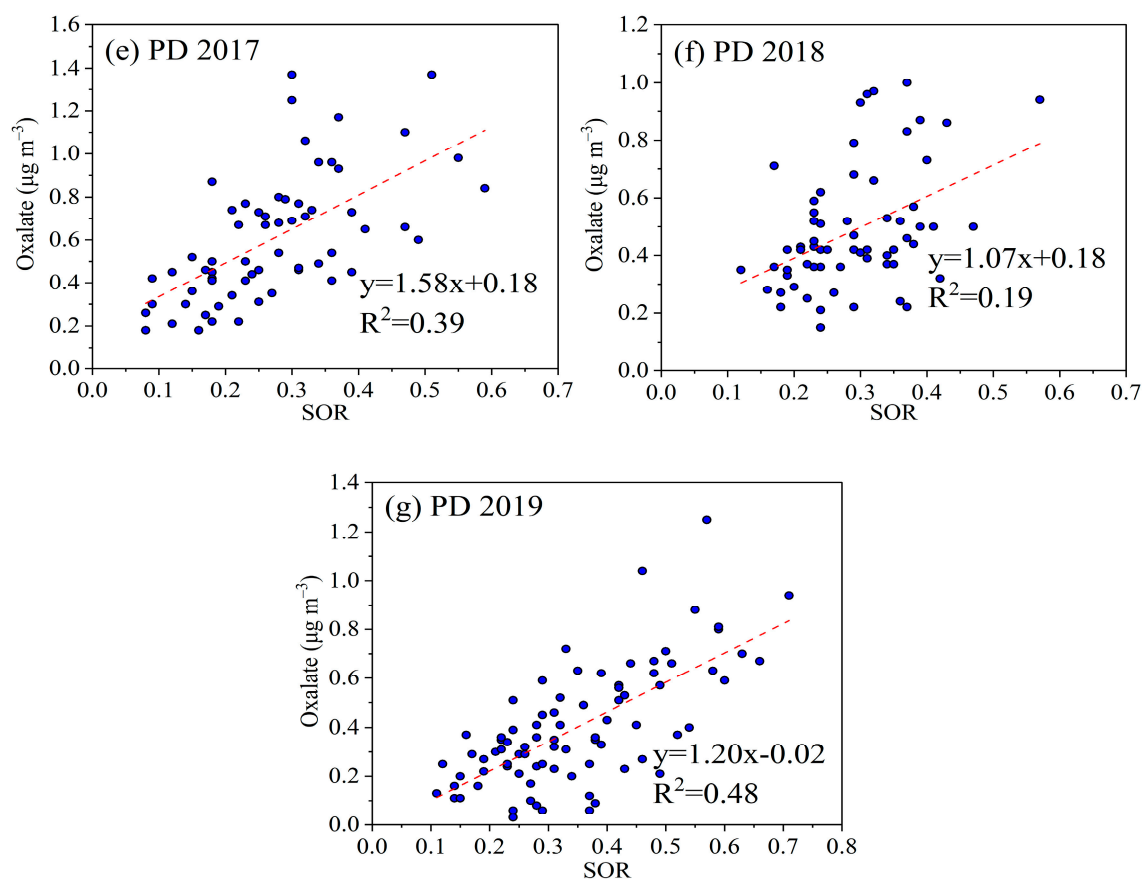 (e) PD 2017
Oxalate (μg m⁻³)
1.6
1.4
1.2
1.0
0.8
0.6
0.4
0.2
0.0
y=1.58x+0.18
R²=0.39
0.0 0.1 0.2 0.3 0.4 0.5 0.6 0.7
SOR
(f) PD 2018
Oxalate (μg m⁻³)
1.2
1.0
0.8
0.6
0.4
0.2
0.0
y=1.07x+0.18
R²=0.19
0.0 0.1 0.2 0.3 0.4 0.5 0.6 0.7
SOR
(g) PD 2019
Oxalate (μg m⁻³)
1.4
1.2
1.0
0.8
0.6
0.4
0.2
0.0
y=1.20x-0.02
R²=0.48
0.0 0.1 0.2 0.3 0.4 0.5 0.6 0.7 0.8
SOR